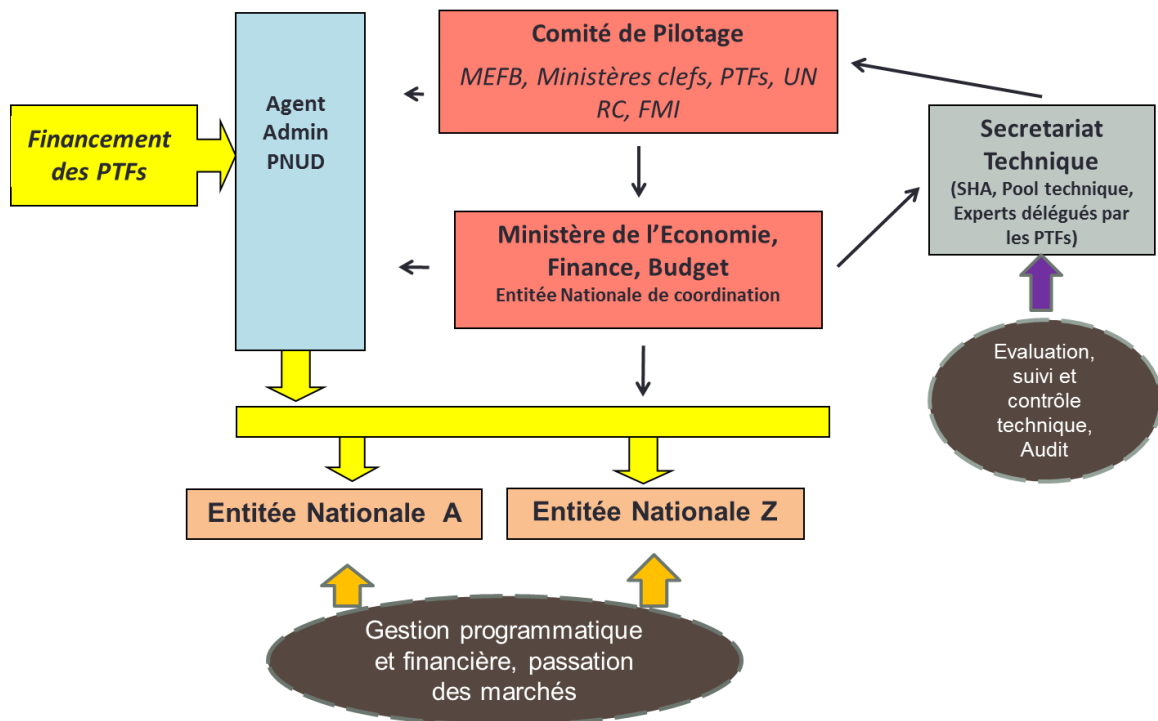 Comité de Pilotage
MEFB, Ministères clefs, PTFs, UN
RC, FMI
Agent
Admin
PNUD
Financement
des PTFs
Secretariat
Technique
(SHA, Pool technique,
Experts délégués par
les PTFs)
Ministère de l’Economie,
Finance, Budget
Entitée Nationale de coordination
Evaluation,
suivi et
contrôle
technique,
Audit
Entitée Nationale A
Entitée Nationale Z
Gestion programmatique
et financière, passation
des marchés